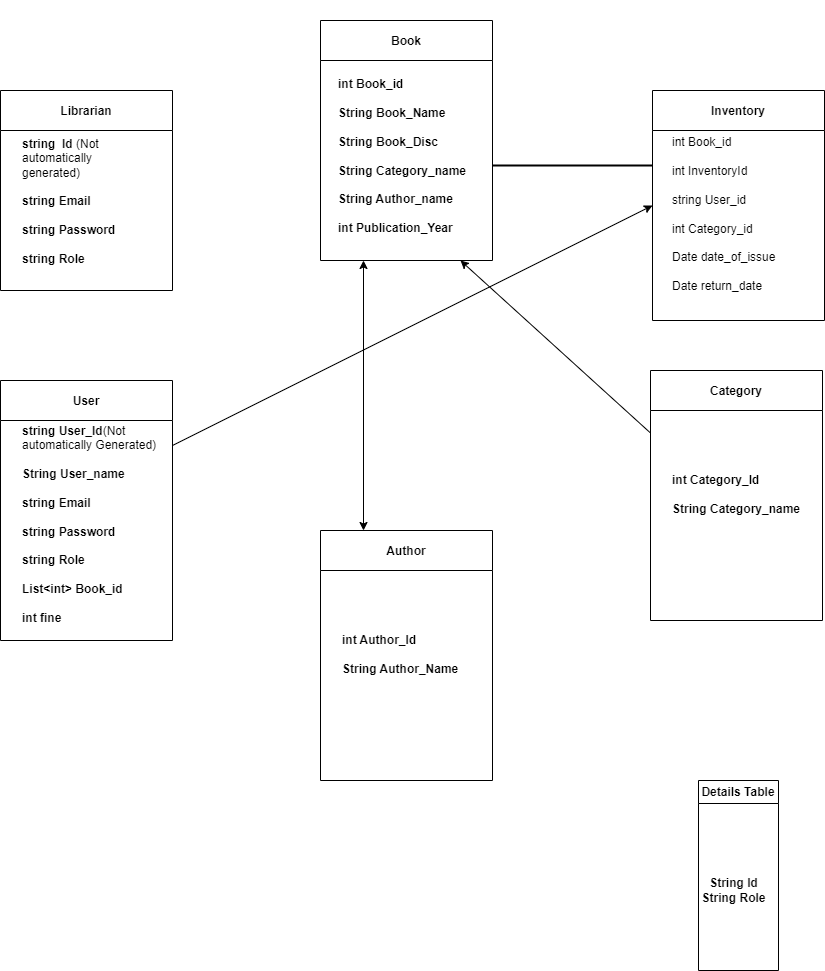 Book
int Book_id
String Book_Name
String Book_Disc
String Category_name
String Author_name
int Publication_Year
Librarian
string Id (Not
automatically
generated)
string Email
string Password
string Role
Inventory
int Book_id
int InventoryId
string User_id
int Category_id
Date date_of_issue
Date return_date
User
string User_Id(Not
automatically Generated)
String User_name
string Email
string Password
string Role
List<int> Book_id
int fine
Category
int Category_Id
String Category_name
Author
int Author_Id
String Author_Name
Details Table
String Id
String Role